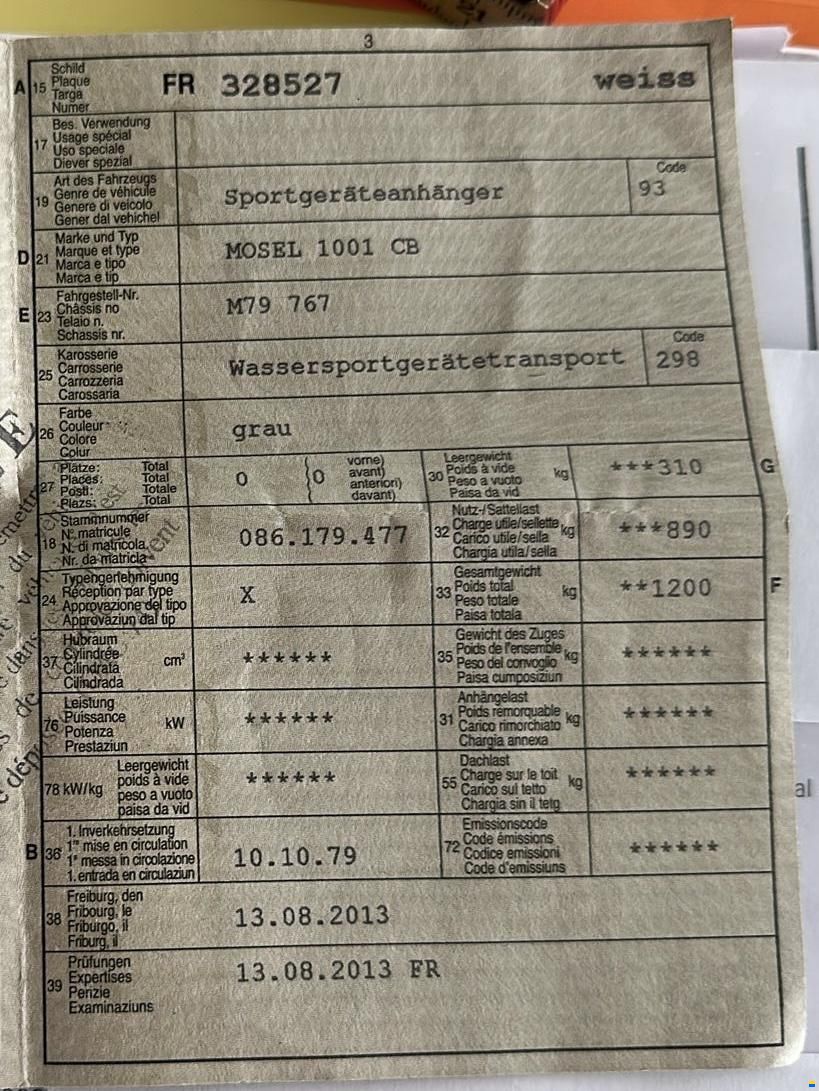 3
A 15 Schild
Plaque
Targa
Numer
FR 328527 weiss
17 Bes. Verwendung
Usage spécial
Uso speciale
Diever spezial
19 Art des Fahrzeugs
Genre de véhicule
Genere di veicolo
Gener dal vehichel
Sportgeräteanhänger
Code
93
D 21 Marke und Typ
Marque et type
Marca e tipo
Marca e tip
MOSEL 1001 CB
E 23 Fahrgestell-Nr.
Châssis no
Telaio n.
Schassis nr.
M79 767
25 Karosserie
Carrosserie
Carrozzeria
Carossaria
Wassersportgerätetransport
Code
298
26 Farbe
Couleur
Colore
Colur
grau
27 Plätze: Total
Places: Total
Posti: Totale
Plazs: Total
0 0
vorne)
avant)
anteriori)
davant)
30 Leergewicht
Poids à vide
Peso a vuoto
Paisa da vid
kg
***310
G
18 Stammnummer
N° matricule
N. di matricola
Nr. da matricla
086.179.477
32 Nutz-/Sattellast
Charge utile/sellette
Carico utile/sella
Chargia utila/sella
kg
***890
24 Typengenehmigung
Réception par type
Approvazione del tipo
Approvaziun dal tip
X
33 Gesamtgewicht
Poids total
Peso totale
Paisa totala
kg
**1200
F
37 Hubraum
Cylindrée
Cilindrata
Cilindrada
cm³
******
35 Gewicht des Zuges
Poids de l'ensemble
Peso del convoglio
Paisa cumposiziun
kg
******
76 Leistung
Puissance
Potenza
Prestaziun
kW
******
31 Anhängelast
Poids remorquable
Carico rimorchiato
Chargia annexa
kg
******
78 kW/kg
Leergewicht
poids à vide
peso a vuoto
paisa da vid
******
55 Dachlast
Charge sur le toit
Carico sul tetto
Chargia sin il tetg
kg
******
B 36 1. Inverkehrsetzung
1re mise en circulation
1a messa in circolazione
1. entrada en circulaziun
10.10.79
72 Emissionscode
Code émissions
Codice emissioni
Code d'emissiuns
******
38 Freiburg, den
Fribourg, le
Friburgo, il
Friburg, il
13.08.2013
39 Prüfungen
Expertises
Perizie
Examinaziuns
13.08.2013 FR
al